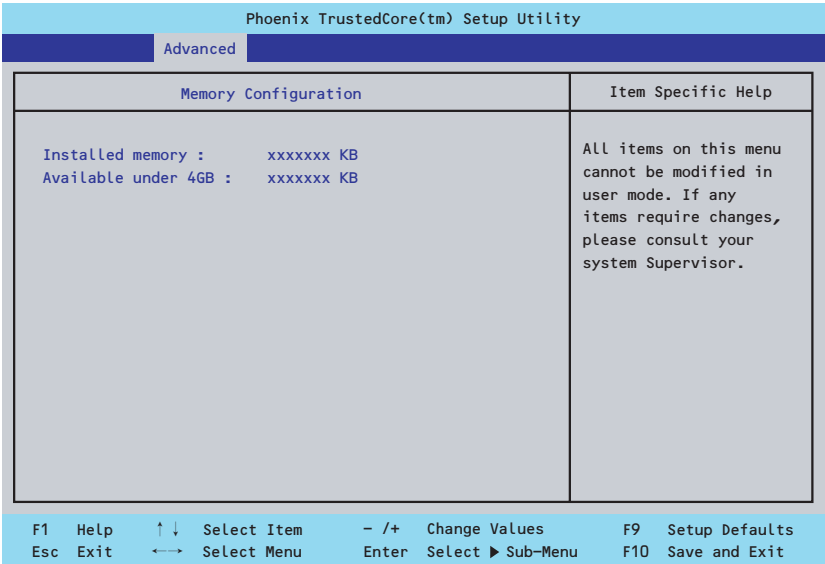 Phoenix TrustedCore(tm) Setup Utility
Advanced
Memory Configuration
Installed memory : xxxxxxx KB
Available under 4GB : xxxxxxx KB
Item Specific Help
All items on this menu
cannot be modified in
user mode. If any
items require changes,
please consult your
system Supervisor.
F1 Help ↑↓ Select Item – /+ Change Values F9 Setup Defaults
Esc Exit ←→ Select Menu Enter Select ▶ Sub-Menu F10 Save and Exit